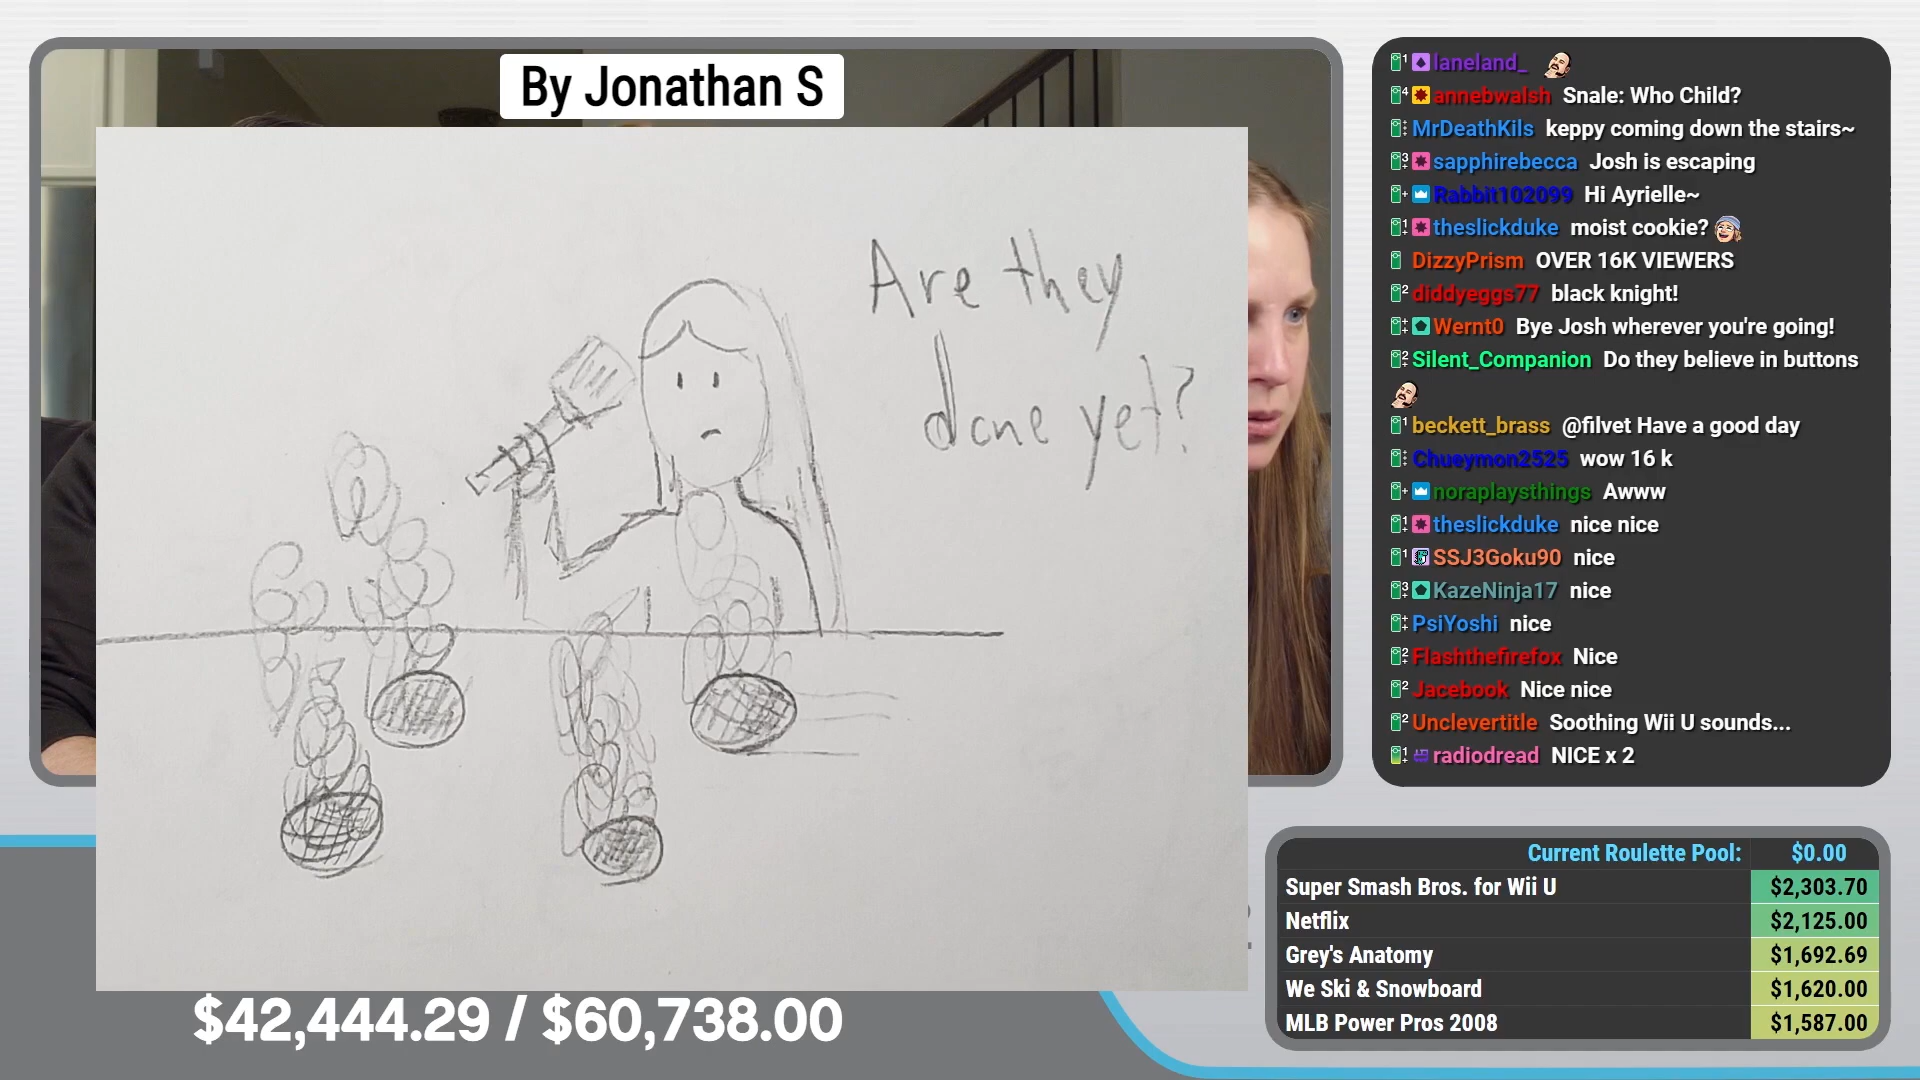 By Jonathan S
Are they
done yet?
$42,444.29 / $60,738.00
laneland_
annebwalsh Snale: Who Child?
MrDeathKils keppy coming down the stairs~
sapphirebecca Josh is escaping
Rabbit102099 Hi Ayrielle~
theslickduke moist cookie?
DizzyPrism OVER 16K VIEWERS
diddyeggs77 black knight!
Wernt0 Bye Josh wherever you're going!
Silent_Companion Do they believe in buttons
beckett_brass @filvet Have a good day
Chueymon2525 wow 16 k
noraplaysthings Awww
theslickduke nice nice
SSJ3Goku90 nice
KazeNinja17 nice
PsiYoshi nice
Flashthefirefox Nice
Jacebook Nice nice
Unclevertitle Soothing Wii U sounds...
radiodread NICE x 2
Current Roulette Pool: $0.00
Super Smash Bros. for Wii U $2,303.70
Netflix $2,125.00
Grey's Anatomy $1,692.69
We Ski & Snowboard $1,620.00
MLB Power Pros 2008 $1,587.00